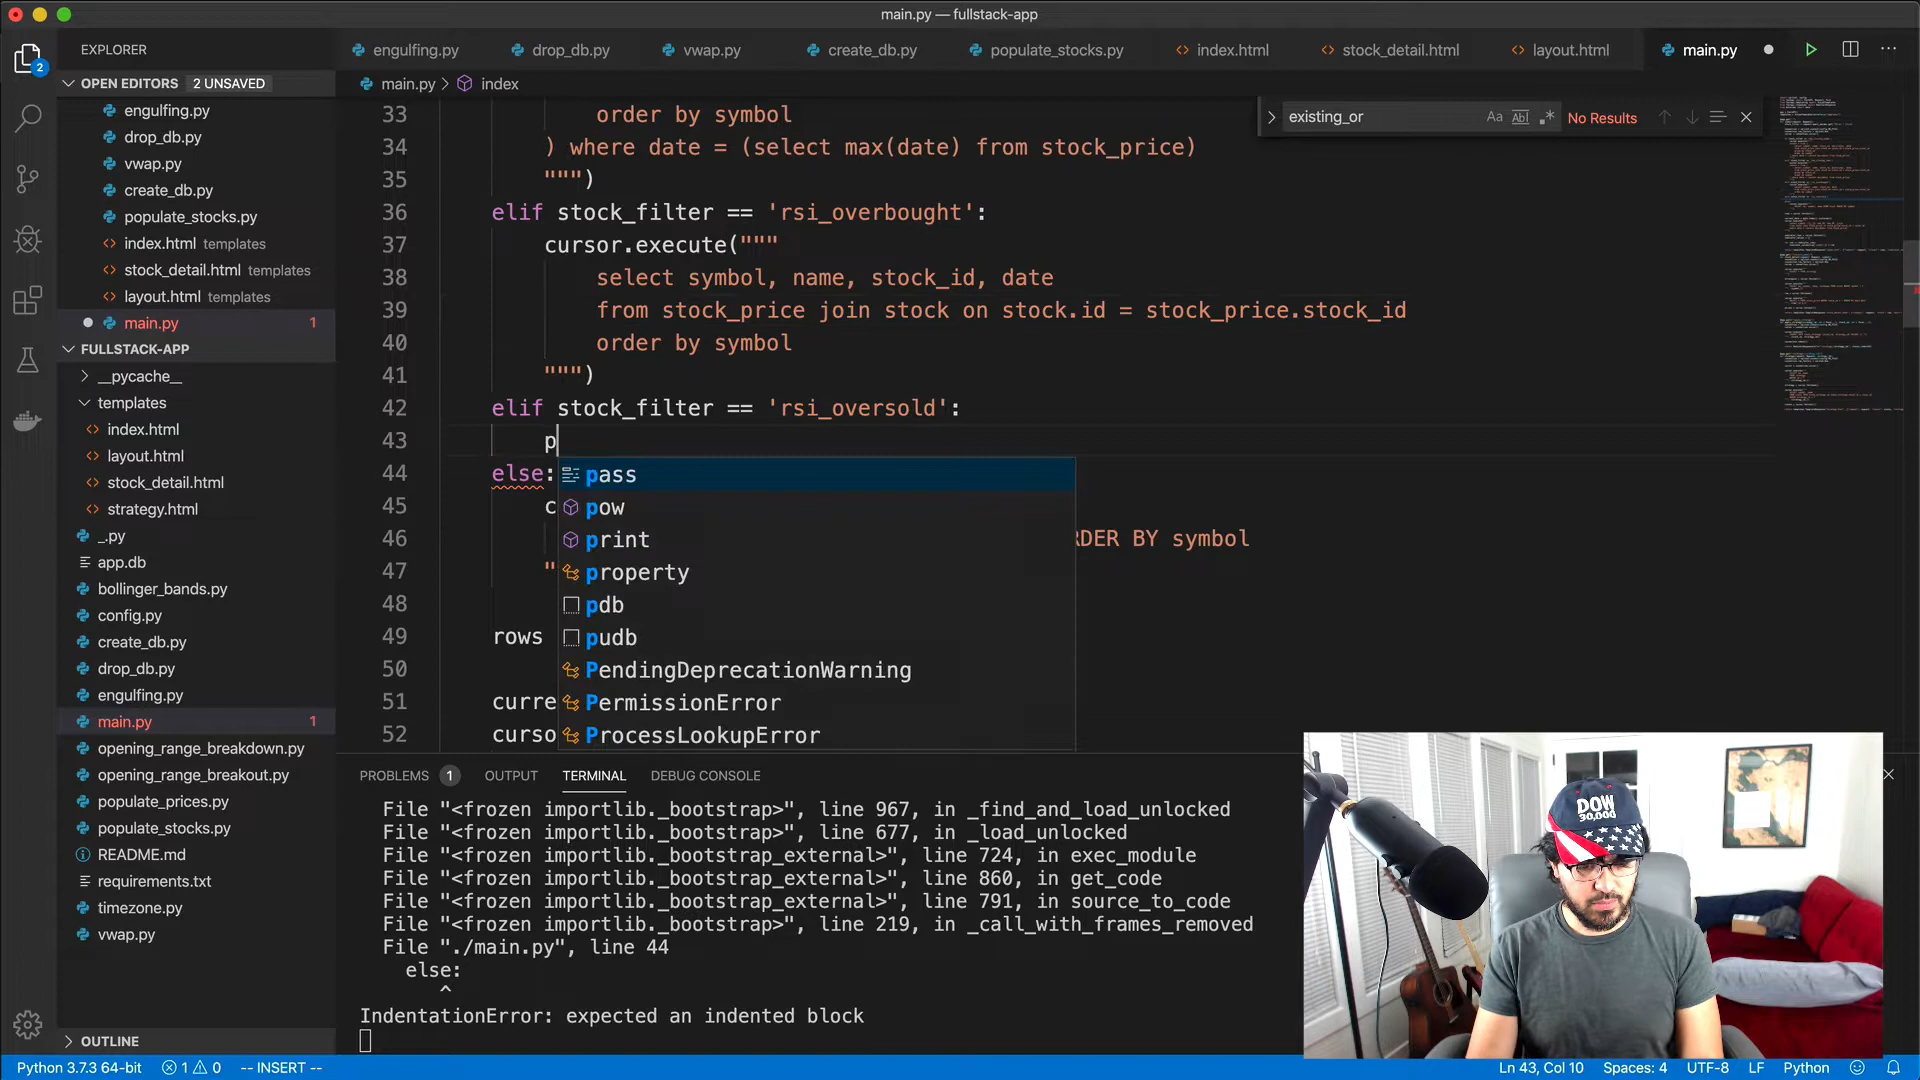 main.py — fullstack-app
EXPLORER
engulfing.py
drop_db.py
vwap.py
create_db.py
populate_stocks.py
index.html
stock_detail.html
layout.html
main.py
2
OPEN EDITORS 2 UNSAVED
main.py > index
engulfing.py
drop_db.py
vwap.py
create_db.py
populate_stocks.py
index.html templates
stock_detail.html templates
layout.html templates
main.py 1
FULLSTACK-APP
__pycache__
templates
index.html
layout.html
stock_detail.html
strategy.html
_.py
app.db
bollinger_bands.py
config.py
create_db.py
drop_db.py
engulfing.py
main.py 1
opening_range_breakdown.py
opening_range_breakout.py
populate_prices.py
populate_stocks.py
README.md
requirements.txt
timezone.py
vwap.py
OUTLINE
existing_or
Aa Abl .* No Results
33 order by symbol
34 ) where date = (select max(date) from stock_price)
35 """)
36 elif stock_filter == 'rsi_overbought':
37 cursor.execute("""
38 select symbol, name, stock_id, date
39 from stock_price join stock on stock.id = stock_price.stock_id
40 order by symbol
41 """)
42 elif stock_filter == 'rsi_oversold':
43 p
44 else:
45 c
46 RDER BY symbol
47 "
48
49 rows
50
51 curre
52 curso
pass
pow
print
property
pdb
pudb
PendingDeprecationWarning
PermissionError
ProcessLookupError
PROBLEMS 1 OUTPUT TERMINAL DEBUG CONSOLE
File "<frozen importlib._bootstrap>", line 967, in _find_and_load_unlocked
File "<frozen importlib._bootstrap>", line 677, in _load_unlocked
File "<frozen importlib._bootstrap_external>", line 724, in exec_module
File "<frozen importlib._bootstrap_external>", line 860, in get_code
File "<frozen importlib._bootstrap_external>", line 791, in source_to_code
File "<frozen importlib._bootstrap>", line 219, in _call_with_frames_removed
File "./main.py", line 44
else:
^
IndentationError: expected an indented block
DOW
30,000
Python 3.7.3 64-bit 1 0 -- INSERT --
Ln 43, Col 10 Spaces: 4 UTF-8 LF Python